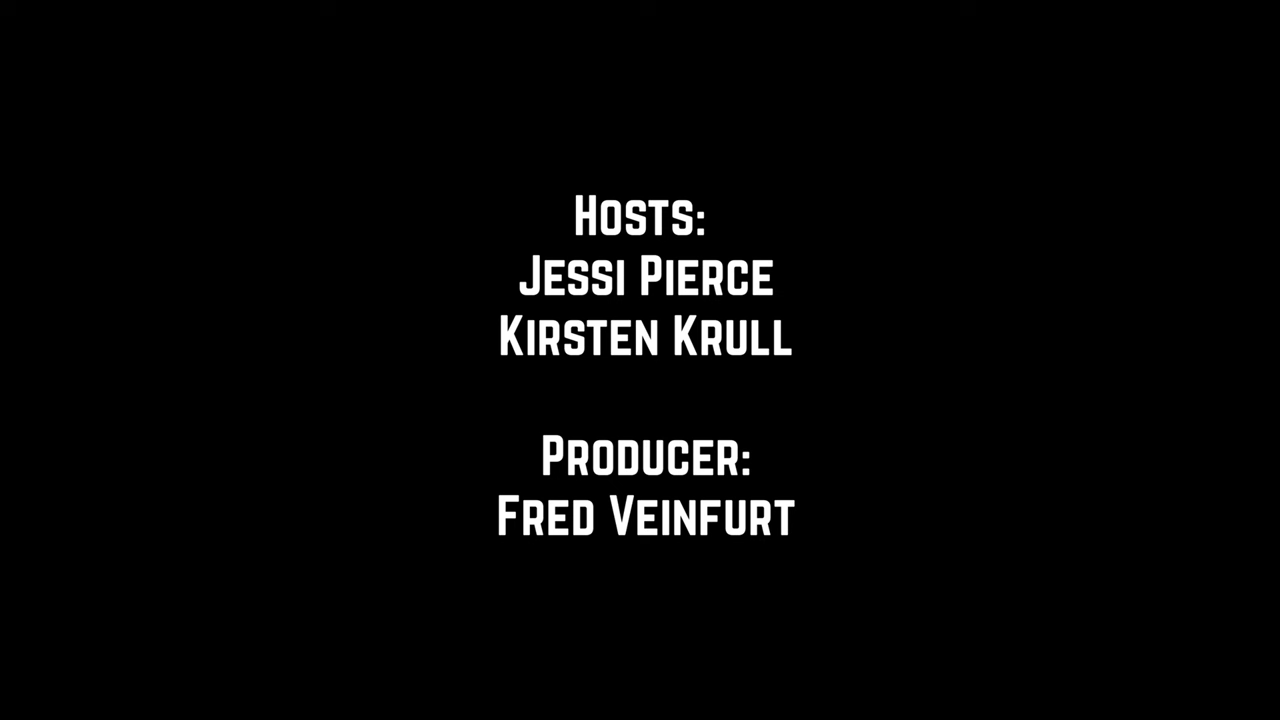 Hosts:
Jessi Pierce
Kirsten Krull
Producer:
Fred Veinfurt